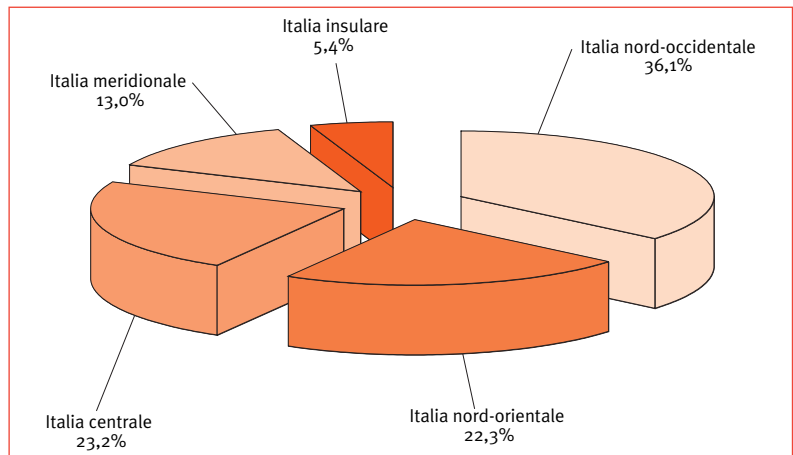 Italia insulare
5,4%
Italia nord-occidentale
36,1%
Italia meridionale
13,0%
Italia centrale
23,2%
Italia nord-orientale
22,3%